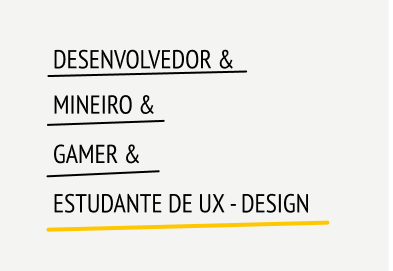 DESENVOLVEDOR &
MINEIRO &
GAMER &
ESTUDANTE DE UX - DESIGN